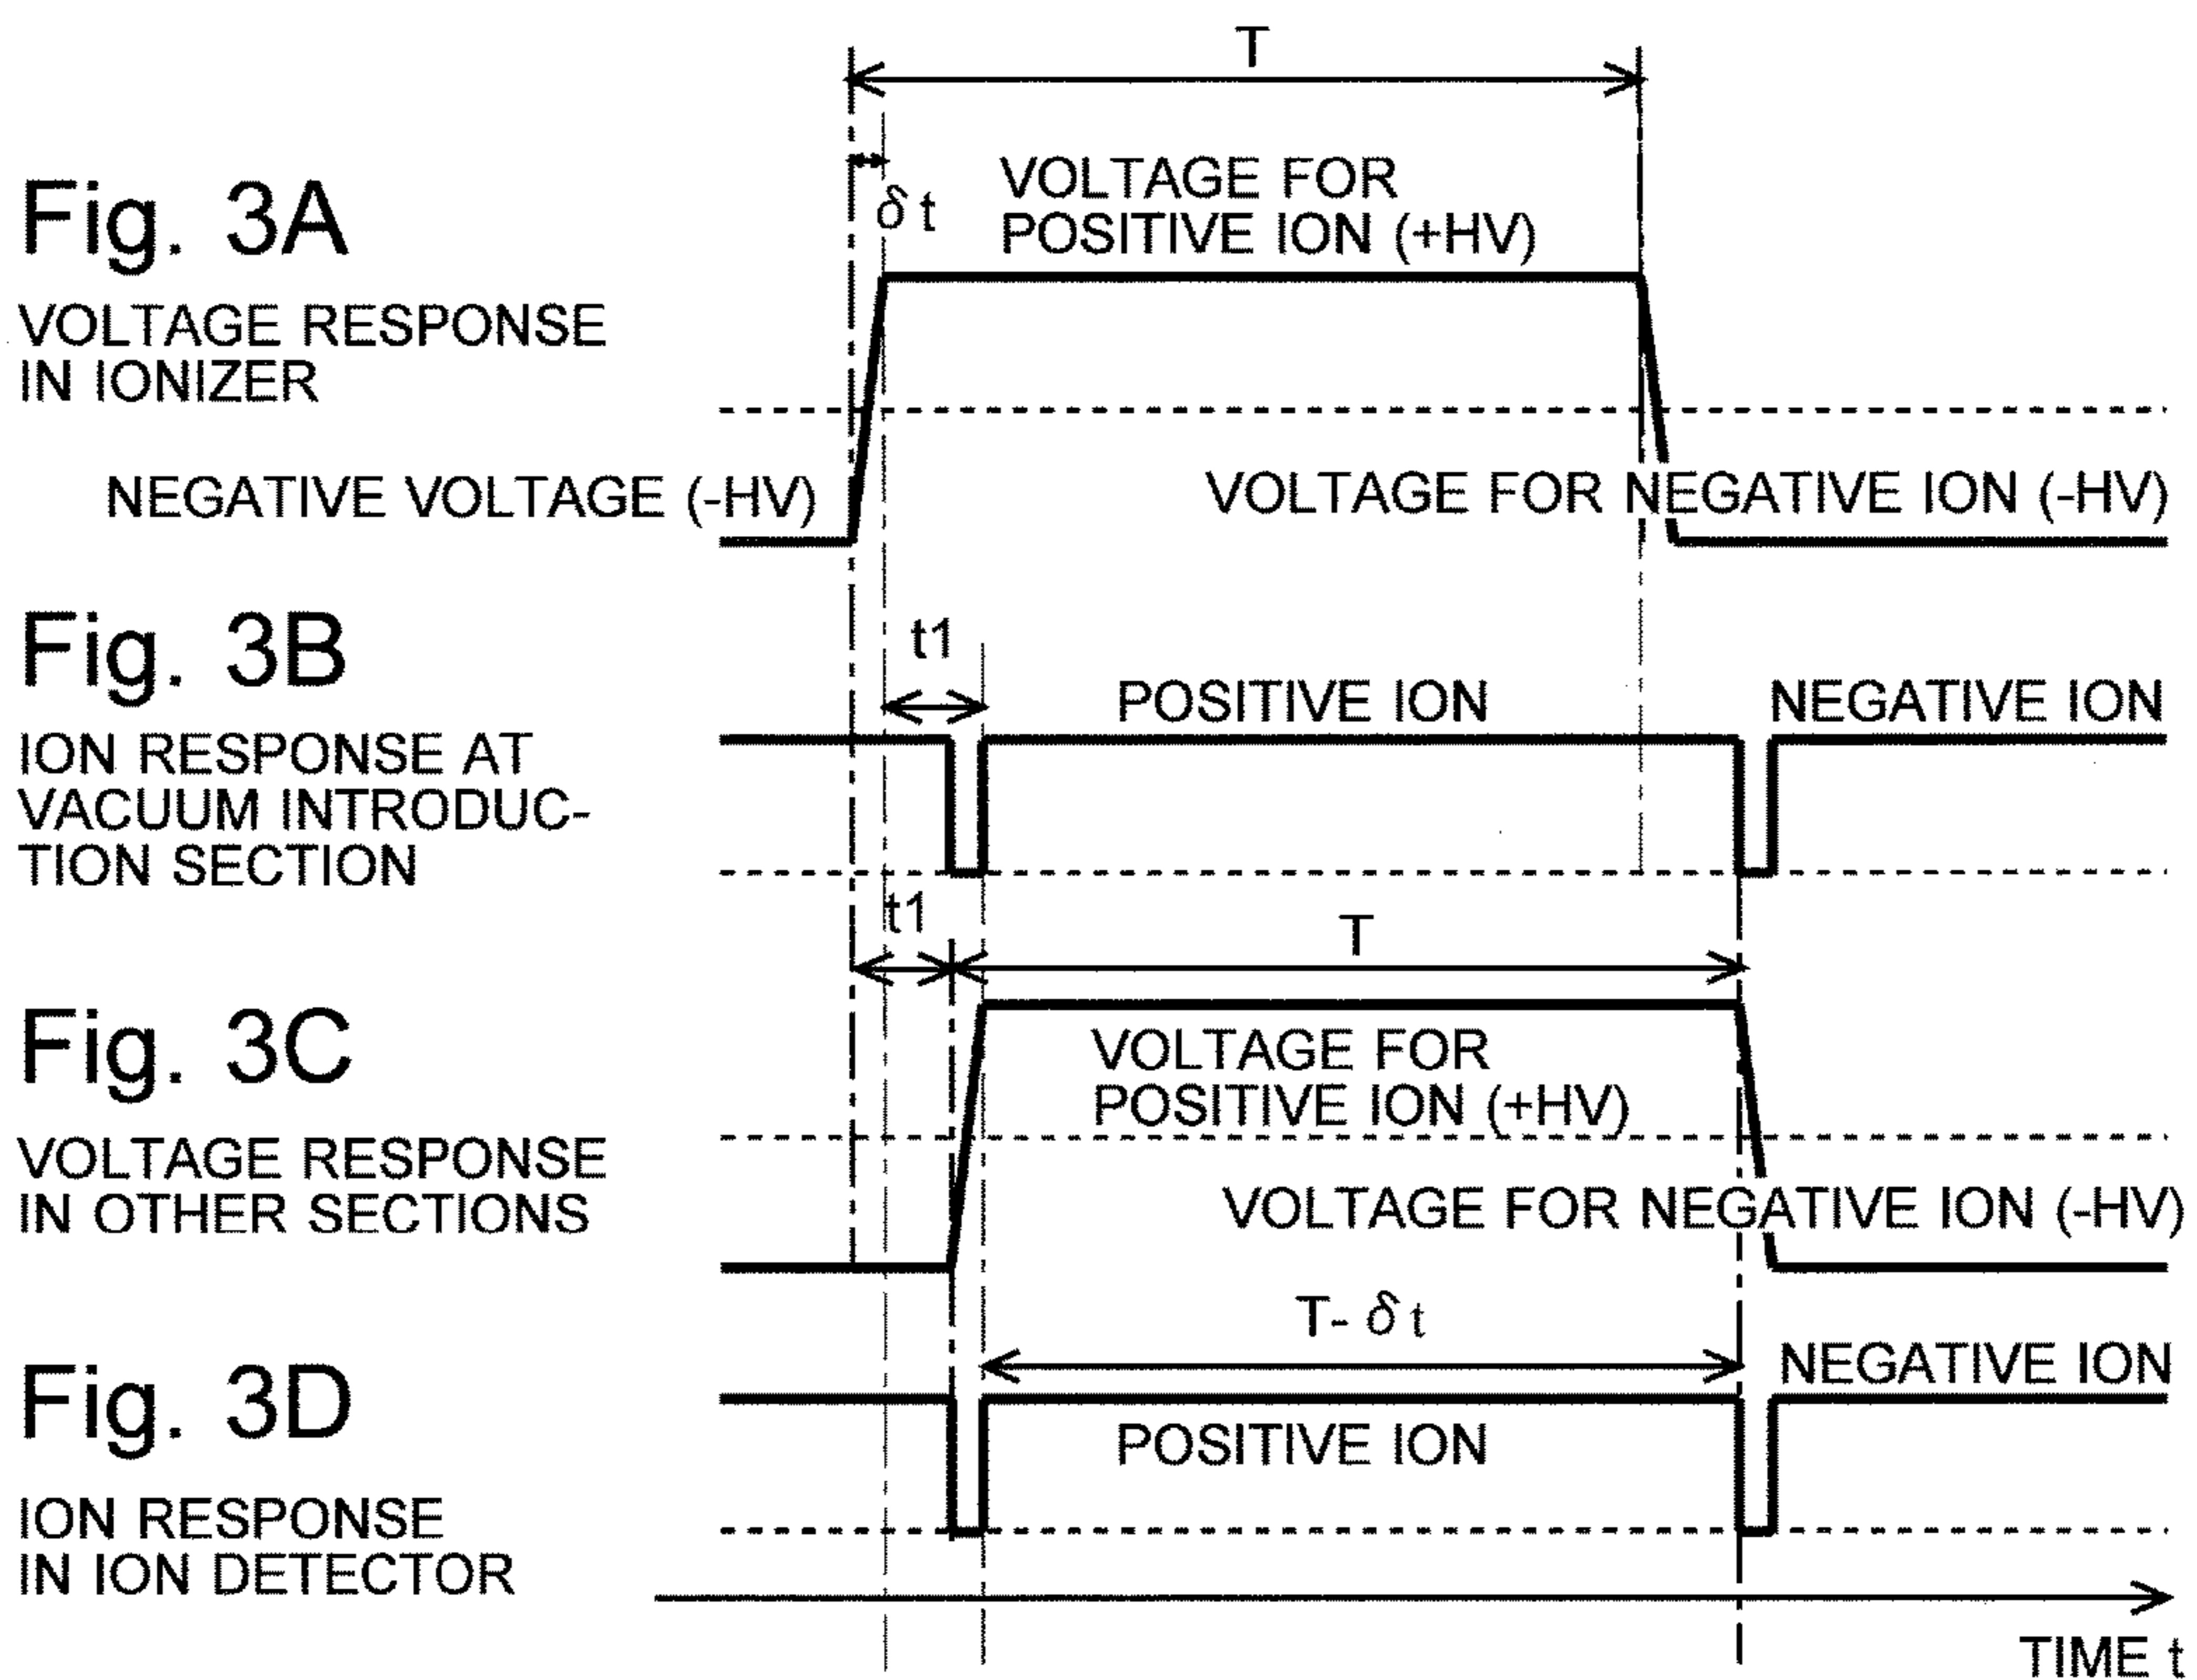 T
δt
VOLTAGE FOR
POSITIVE ION (+HV)
Fig. 3A
VOLTAGE RESPONSE
IN IONIZER
NEGATIVE VOLTAGE (-HV)
VOLTAGE FOR NEGATIVE ION (-HV)
Fig. 3B
t1
POSITIVE ION
NEGATIVE ION
ION RESPONSE AT
VACUUM INTRODUC-
TION SECTION
t1
T
Fig. 3C
VOLTAGE FOR
POSITIVE ION (+HV)
VOLTAGE RESPONSE
IN OTHER SECTIONS
VOLTAGE FOR NEGATIVE ION (-HV)
T- δt
Fig. 3D
NEGATIVE ION
POSITIVE ION
ION RESPONSE
IN ION DETECTOR
TIME t